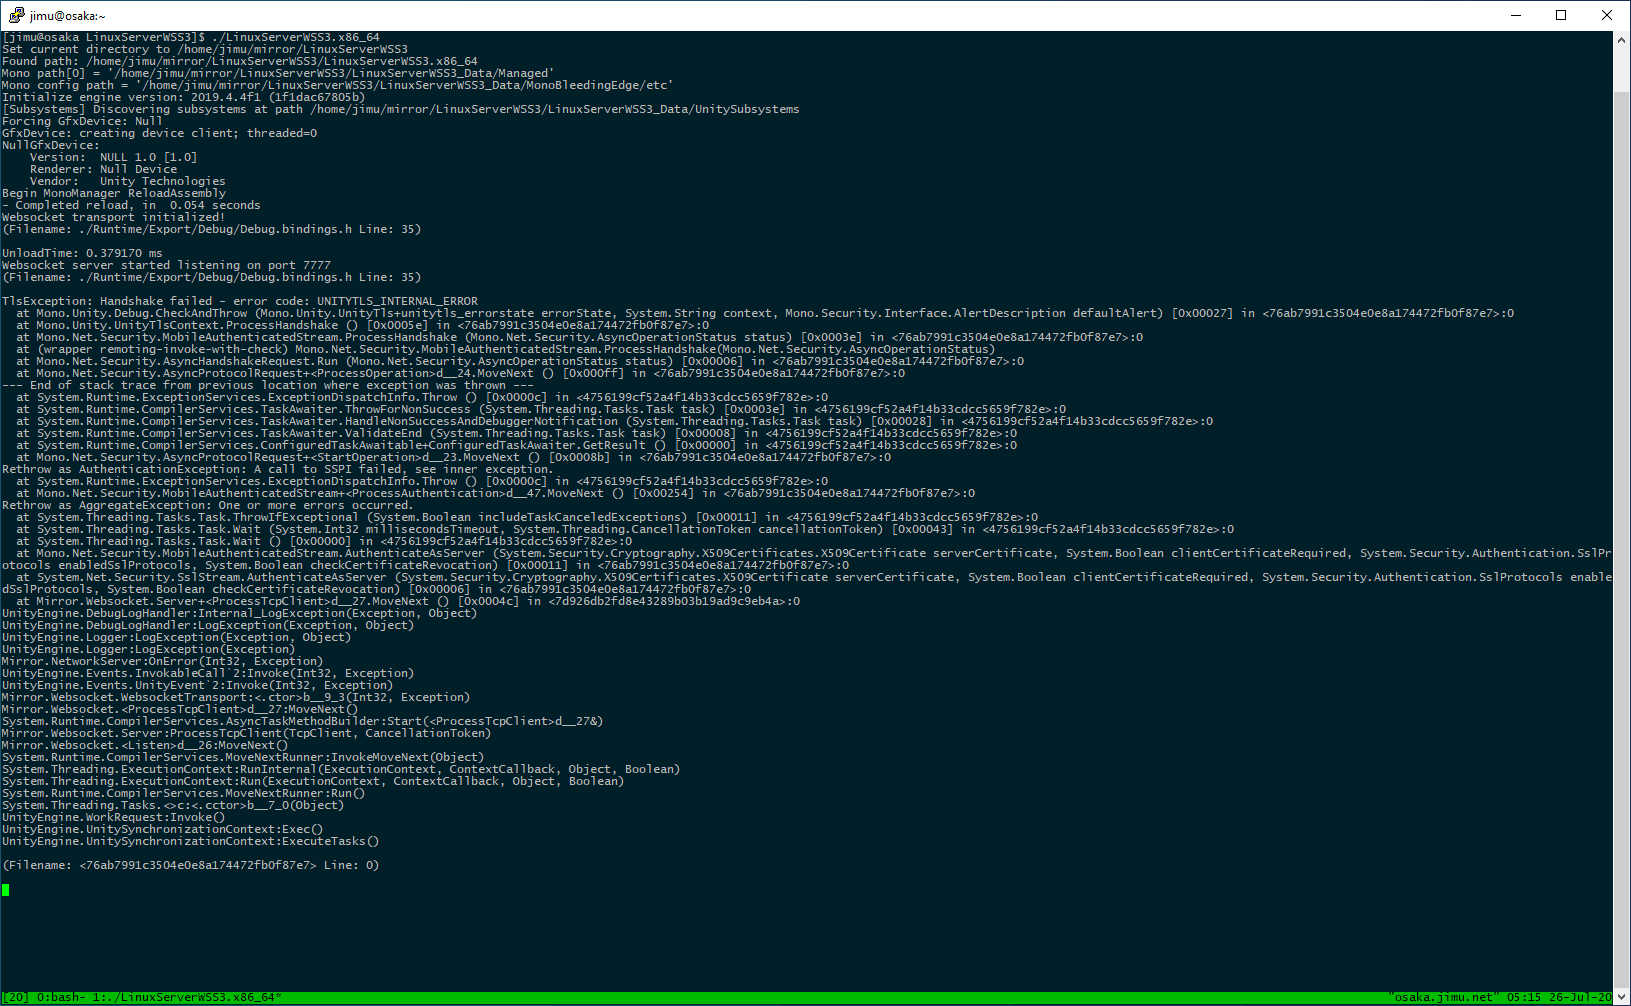 jimu@osaka:~
[jimu@osaka LinuxServerWSS3]$ ./LinuxServerWSS3.x86_64
Set current directory to /home/jimu/mirror/LinuxServerWSS3
Found path: /home/jimu/mirror/LinuxServerWSS3/LinuxServerWSS3.x86_64
Mono path[0] = '/home/jimu/mirror/LinuxServerWSS3/LinuxServerWSS3_Data/Managed'
Mono config path = '/home/jimu/mirror/LinuxServerWSS3/LinuxServerWSS3_Data/MonoBleedingEdge/etc'
Initialize engine version: 2019.4.4f1 (1f1dac67805b)
[Subsystems] Discovering subsystems at path /home/jimu/mirror/LinuxServerWSS3/LinuxServerWSS3_Data/UnitySubsystems
Forcing GfxDevice: Null
GfxDevice: creating device client; threaded=0
NullGfxDevice:
    Version:  NULL 1.0 [1.0]
    Renderer: Null Device
    Vendor:   Unity Technologies
Begin MonoManager ReloadAssembly
- Completed reload, in  0.054 seconds
Websocket transport initialized!
(Filename: ./Runtime/Export/Debug/Debug.bindings.h Line: 35)
UnloadTime: 0.379170 ms
Websocket server started listening on port 7777
(Filename: ./Runtime/Export/Debug/Debug.bindings.h Line: 35)
TlsException: Handshake failed - error code: UNITYTLS_INTERNAL_ERROR
  at Mono.Unity.Debug.CheckAndThrow (Mono.Unity.UnityTls+unitytls_errorstate errorState, System.String context, Mono.Security.Interface.AlertDescription defaultAlert) [0x00027] in <76ab7991c3504e0e8a174472fb0f87e7>:0
  at Mono.Unity.UnityTlsContext.ProcessHandshake () [0x0005e] in <76ab7991c3504e0e8a174472fb0f87e7>:0
  at Mono.Net.Security.MobileAuthenticatedStream.ProcessHandshake (Mono.Net.Security.AsyncOperationStatus status) [0x0003e] in <76ab7991c3504e0e8a174472fb0f87e7>:0
  at (wrapper remoting-invoke-with-check) Mono.Net.Security.MobileAuthenticatedStream.ProcessHandshake(Mono.Net.Security.AsyncOperationStatus)
  at Mono.Net.Security.AsyncHandshakeRequest.Run (Mono.Net.Security.AsyncOperationStatus status) [0x00006] in <76ab7991c3504e0e8a174472fb0f87e7>:0
  at Mono.Net.Security.AsyncProtocolRequest+<ProcessOperation>d__24.MoveNext () [0x000ff] in <76ab7991c3504e0e8a174472fb0f87e7>:0
--- End of stack trace from previous location where exception was thrown ---
  at System.Runtime.ExceptionServices.ExceptionDispatchInfo.Throw () [0x0000c] in <4756199cf52a4f14b33cdcc5659f782e>:0
  at System.Runtime.CompilerServices.TaskAwaiter.ThrowForNonSuccess (System.Threading.Tasks.Task task) [0x0003e] in <4756199cf52a4f14b33cdcc5659f782e>:0
  at System.Runtime.CompilerServices.TaskAwaiter.HandleNonSuccessAndDebuggerNotification (System.Threading.Tasks.Task task) [0x00028] in <4756199cf52a4f14b33cdcc5659f782e>:0
  at System.Runtime.CompilerServices.TaskAwaiter.ValidateEnd (System.Threading.Tasks.Task task) [0x00008] in <4756199cf52a4f14b33cdcc5659f782e>:0
  at System.Runtime.CompilerServices.ConfiguredTaskAwaitable+ConfiguredTaskAwaiter.GetResult () [0x00000] in <4756199cf52a4f14b33cdcc5659f782e>:0
  at Mono.Net.Security.AsyncProtocolRequest+<StartOperation>d__23.MoveNext () [0x0008b] in <76ab7991c3504e0e8a174472fb0f87e7>:0
Rethrow as AuthenticationException: A call to SSPI failed, see inner exception.
  at System.Runtime.ExceptionServices.ExceptionDispatchInfo.Throw () [0x0000c] in <4756199cf52a4f14b33cdcc5659f782e>:0
  at Mono.Net.Security.MobileAuthenticatedStream+<ProcessAuthentication>d__47.MoveNext () [0x00254] in <76ab7991c3504e0e8a174472fb0f87e7>:0
Rethrow as AggregateException: One or more errors occurred.
  at System.Threading.Tasks.Task.ThrowIfExceptional (System.Boolean includeTaskCanceledExceptions) [0x00011] in <4756199cf52a4f14b33cdcc5659f782e>:0
  at System.Threading.Tasks.Task.Wait (System.Int32 millisecondsTimeout, System.Threading.CancellationToken cancellationToken) [0x00043] in <4756199cf52a4f14b33cdcc5659f782e>:0
  at System.Threading.Tasks.Task.Wait () [0x00000] in <4756199cf52a4f14b33cdcc5659f782e>:0
  at Mono.Net.Security.MobileAuthenticatedStream.AuthenticateAsServer (System.Security.Cryptography.X509Certificates.X509Certificate serverCertificate, System.Boolean clientCertificateRequired, System.Security.Authentication.SslPr
otocols enabledSslProtocols, System.Boolean checkCertificateRevocation) [0x00011] in <76ab7991c3504e0e8a174472fb0f87e7>:0
  at System.Net.Security.SslStream.AuthenticateAsServer (System.Security.Cryptography.X509Certificates.X509Certificate serverCertificate, System.Boolean clientCertificateRequired, System.Security.Authentication.SslProtocols enable
dSslProtocols, System.Boolean checkCertificateRevocation) [0x00006] in <76ab7991c3504e0e8a174472fb0f87e7>:0
  at Mirror.Websocket.Server+<ProcessTcpClient>d__27.MoveNext () [0x0004c] in <7d926db2fd8e43289b03b19ad9c9eb4a>:0
UnityEngine.DebugLogHandler:Internal_LogException(Exception, Object)
UnityEngine.DebugLogHandler:LogException(Exception, Object)
UnityEngine.Logger:LogException(Exception, Object)
UnityEngine.Logger:LogException(Exception)
Mirror.NetworkServer:OnError(Int32, Exception)
UnityEngine.Events.InvokableCall`2:Invoke(Int32, Exception)
UnityEngine.Events.UnityEvent`2:Invoke(Int32, Exception)
Mirror.Websocket.WebsocketTransport:<.ctor>b__9_3(Int32, Exception)
Mirror.Websocket.<ProcessTcpClient>d__27:MoveNext()
System.Runtime.CompilerServices.AsyncTaskMethodBuilder:Start(<ProcessTcpClient>d__27&)
Mirror.Websocket.Server:ProcessTcpClient(TcpClient, CancellationToken)
Mirror.Websocket.<Listen>d__26:MoveNext()
System.Runtime.CompilerServices.MoveNextRunner:InvokeMoveNext(Object)
System.Threading.ExecutionContext:RunInternal(ExecutionContext, ContextCallback, Object, Boolean)
System.Threading.ExecutionContext:Run(ExecutionContext, ContextCallback, Object, Boolean)
System.Runtime.CompilerServices.MoveNextRunner:Run()
System.Threading.Tasks.<>c:<.cctor>b__7_0(Object)
UnityEngine.WorkRequest:Invoke()
UnityEngine.UnitySynchronizationContext:Exec()
UnityEngine.UnitySynchronizationContext:ExecuteTasks()
(Filename: <76ab7991c3504e0e8a174472fb0f87e7> Line: 0)
[20] 0:bash- 1:./LinuxServerWSS3.x86_64* "osaka.jimu.net" 05:15 26-Jul-20